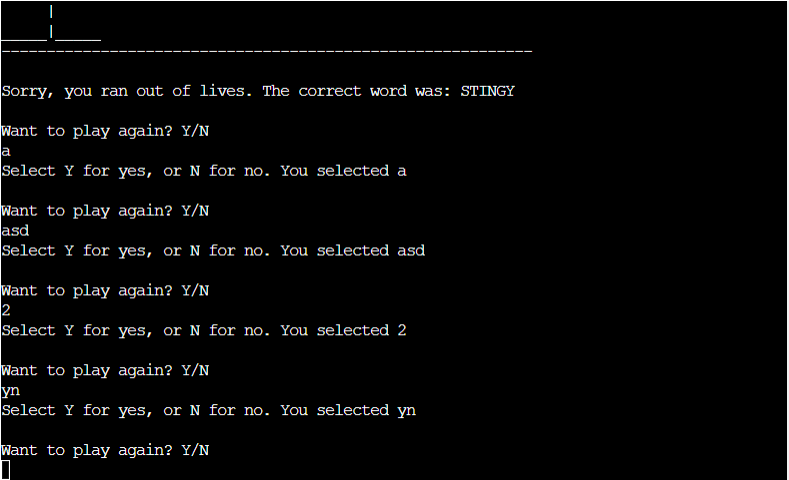 Sorry, you ran out of lives. The correct word was: STINGY
Want to play again? Y/N
a
Select Y for yes, or N for no. You selected a
Want to play again? Y/N
asd
Select Y for yes, or N for no. You selected asd
Want to play again? Y/N
2
Select Y for yes, or N for no. You selected 2
Want to play again? Y/N
yn
Select Y for yes, or N for no. You selected yn
Want to play again? Y/N